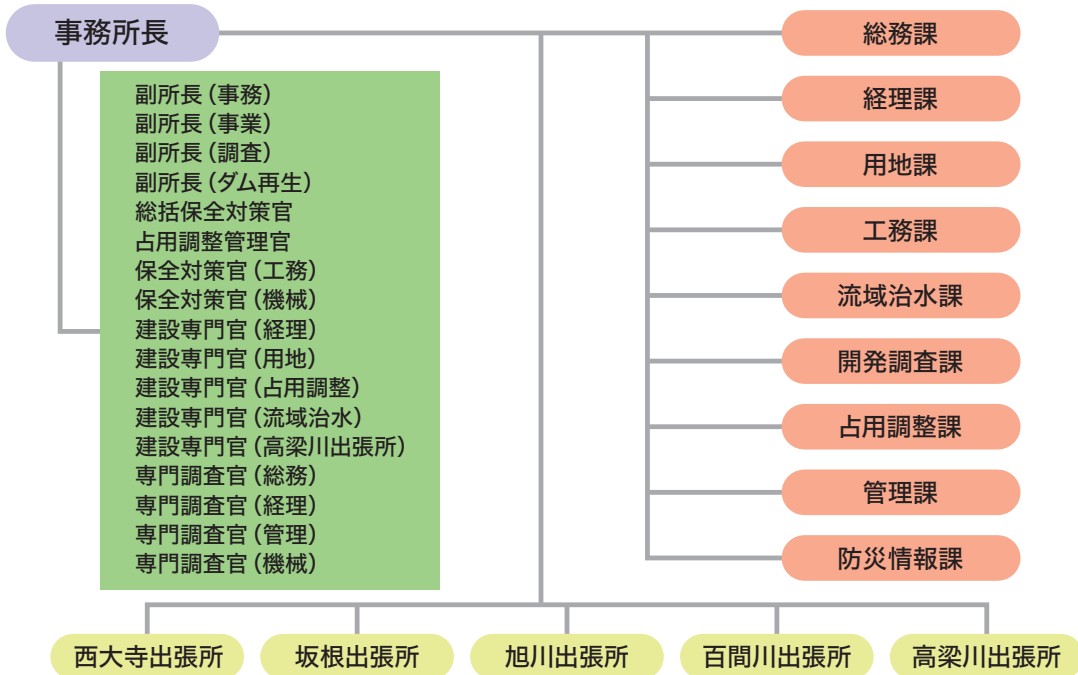 事務所長
副所長（事務）
副所長（事業）
副所長（調査）
副所長（ダム再生）
総括保全対策官
占用調整管理官
保全対策官（工務）
保全対策官（機械）
建設専門官（経理）
建設専門官（用地）
建設専門官（占用調整）
建設専門官（流域治水）
建設専門官（高梁川出張所）
専門調査官（総務）
専門調査官（経理）
専門調査官（管理）
専門調査官（機械）
総務課
経理課
用地課
工務課
流域治水課
開発調査課
占用調整課
管理課
防災情報課
西大寺出張所
坂根出張所
旭川出張所
百間川出張所
高梁川出張所